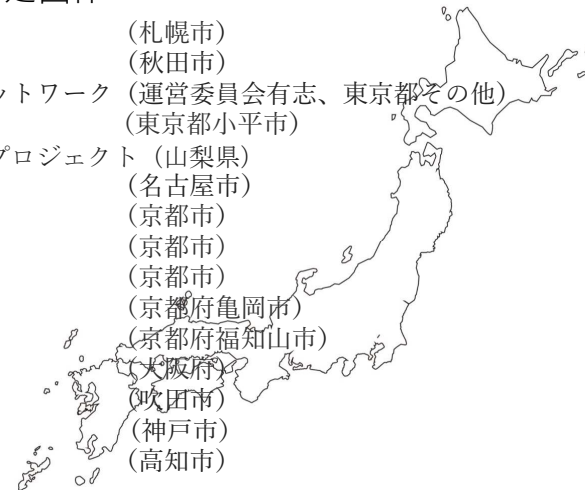 （札幌市）
（秋田市）
ットワーク（運営委員会有志、東京都その他）
（東京都小平市）
プロジェクト（山梨県）
（名古屋市）
（京都市）
（京都市）
（京都市）
（京都府亀岡市）
（京都府福知山市）
（大阪府）
（吹田市）
（神戸市）
（高知市）